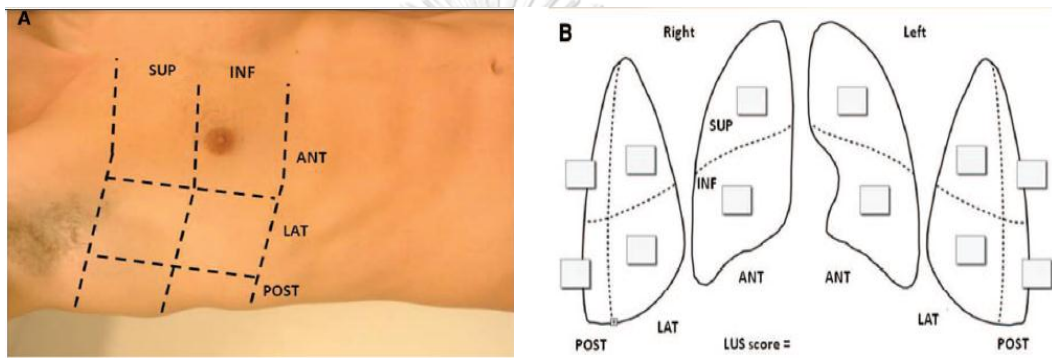 A
SUP INF
ANT
LAT
POST
B
Right Left
SUP
INF
ANT ANT
LAT LAT
POST POST
LUS score =